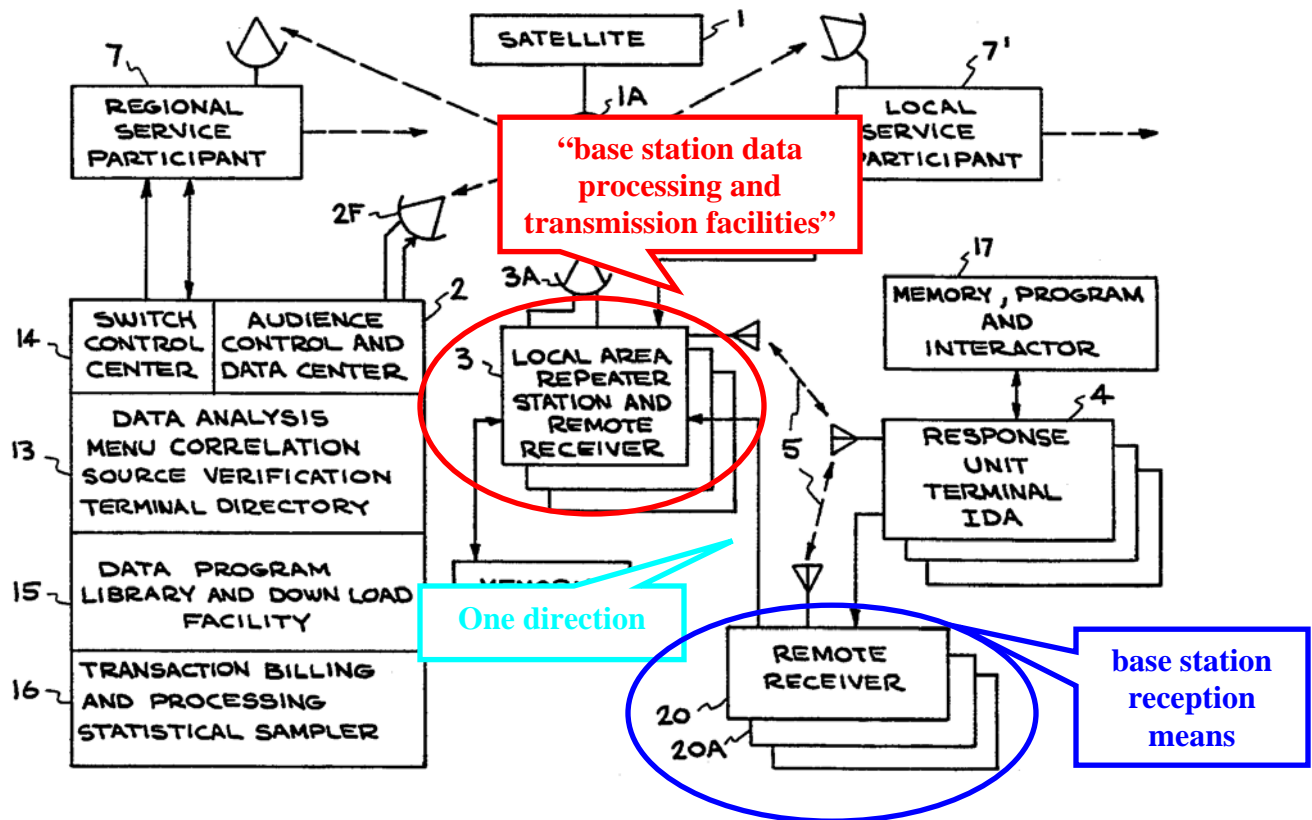 1
SATELLITE
7
7'
1A
REGIONAL
SERVICE
PARTICIPANT
LOCAL
SERVICE
“base station data
processing and
transmission facilities”
2F
3A
17
MEMORY, PROGRAM
AND
INTERACTOR
2
14
SWITCH
CONTROL
CENTER
AUDIENCE
CONTROL AND
DATA CENTER
3
LOCAL AREA
REPEATER
STATION AND
REMOTE
RECEIVER
5
4
RESPONSE
UNIT
TERMINAL
IDA
13
DATA ANALYSIS
MENU CORRELATION
SOURCE VERIFICATION
TERMINAL DIRECTORY
15
DATA PROGRAM
LIBRARY AND DOWN LOAD
FACILITY
One direction
16
TRANSACTION BILLING
AND PROCESSING
STATISTICAL SAMPLER
REMOTE
RECEIVER
20
20A
base station
reception
means